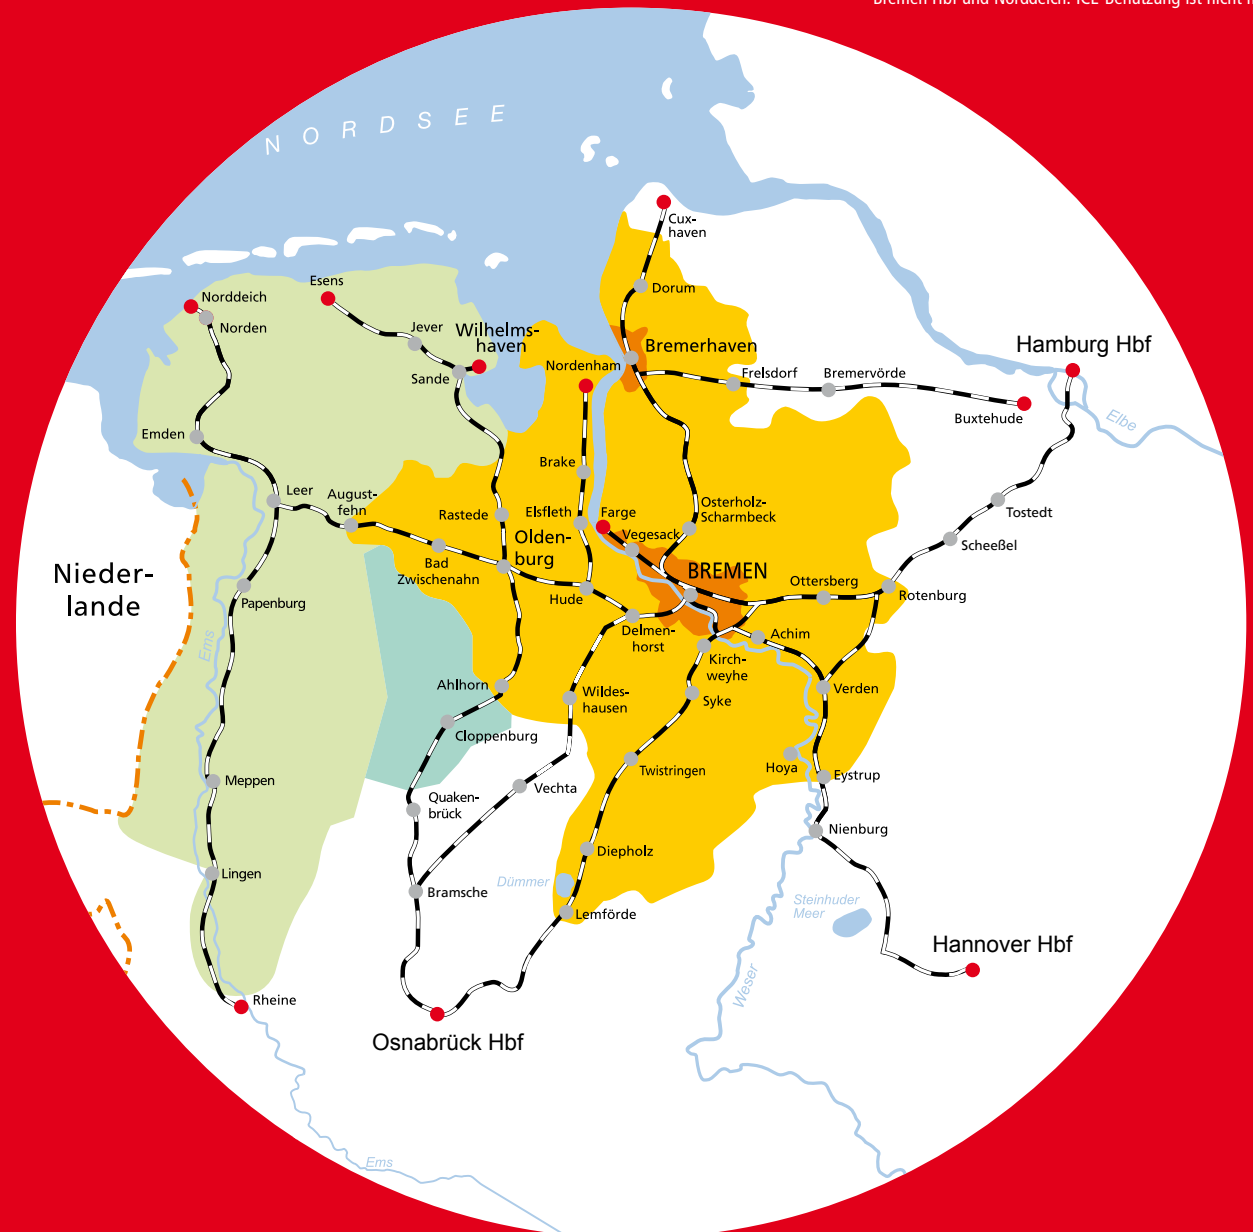 Bremen Hbf und Norddeich. ICE-Benutzung ist nicht
NORDSEE
Cux-
haven
Dorum
Esens
Norddeich
Norden
Jever
Wilhelms-
haven
Sande
Nordenham
Bremerhaven
Frelsdorf
Bremervörde
Buxtehude
Hamburg Hbf
Elbe
Emden
Leer
August-
fehn
Brake
Rastede
Elsfleth
Farge
Osterholz-
Scharmbeck
Vegesack
Tostedt
Scheeßel
Olden-
burg
Bad
Zwischenahn
BREMEN
Ottersberg
Rotenburg
Nieder-
lande
Papenburg
Ems
Hude
Delmen-
horst
Achim
Kirch-
weyhe
Verden
Ahlhorn
Wildes-
hausen
Syke
Cloppenburg
Twistringen
Hoya
Eystrup
Meppen
Vechta
Quaken-
brück
Nienburg
Diepholz
Lingen
Dümmer
Bramsche
Steinhuder
Meer
Lemförde
Hannover Hbf
Weser
Rheine
Osnabrück Hbf
Ems